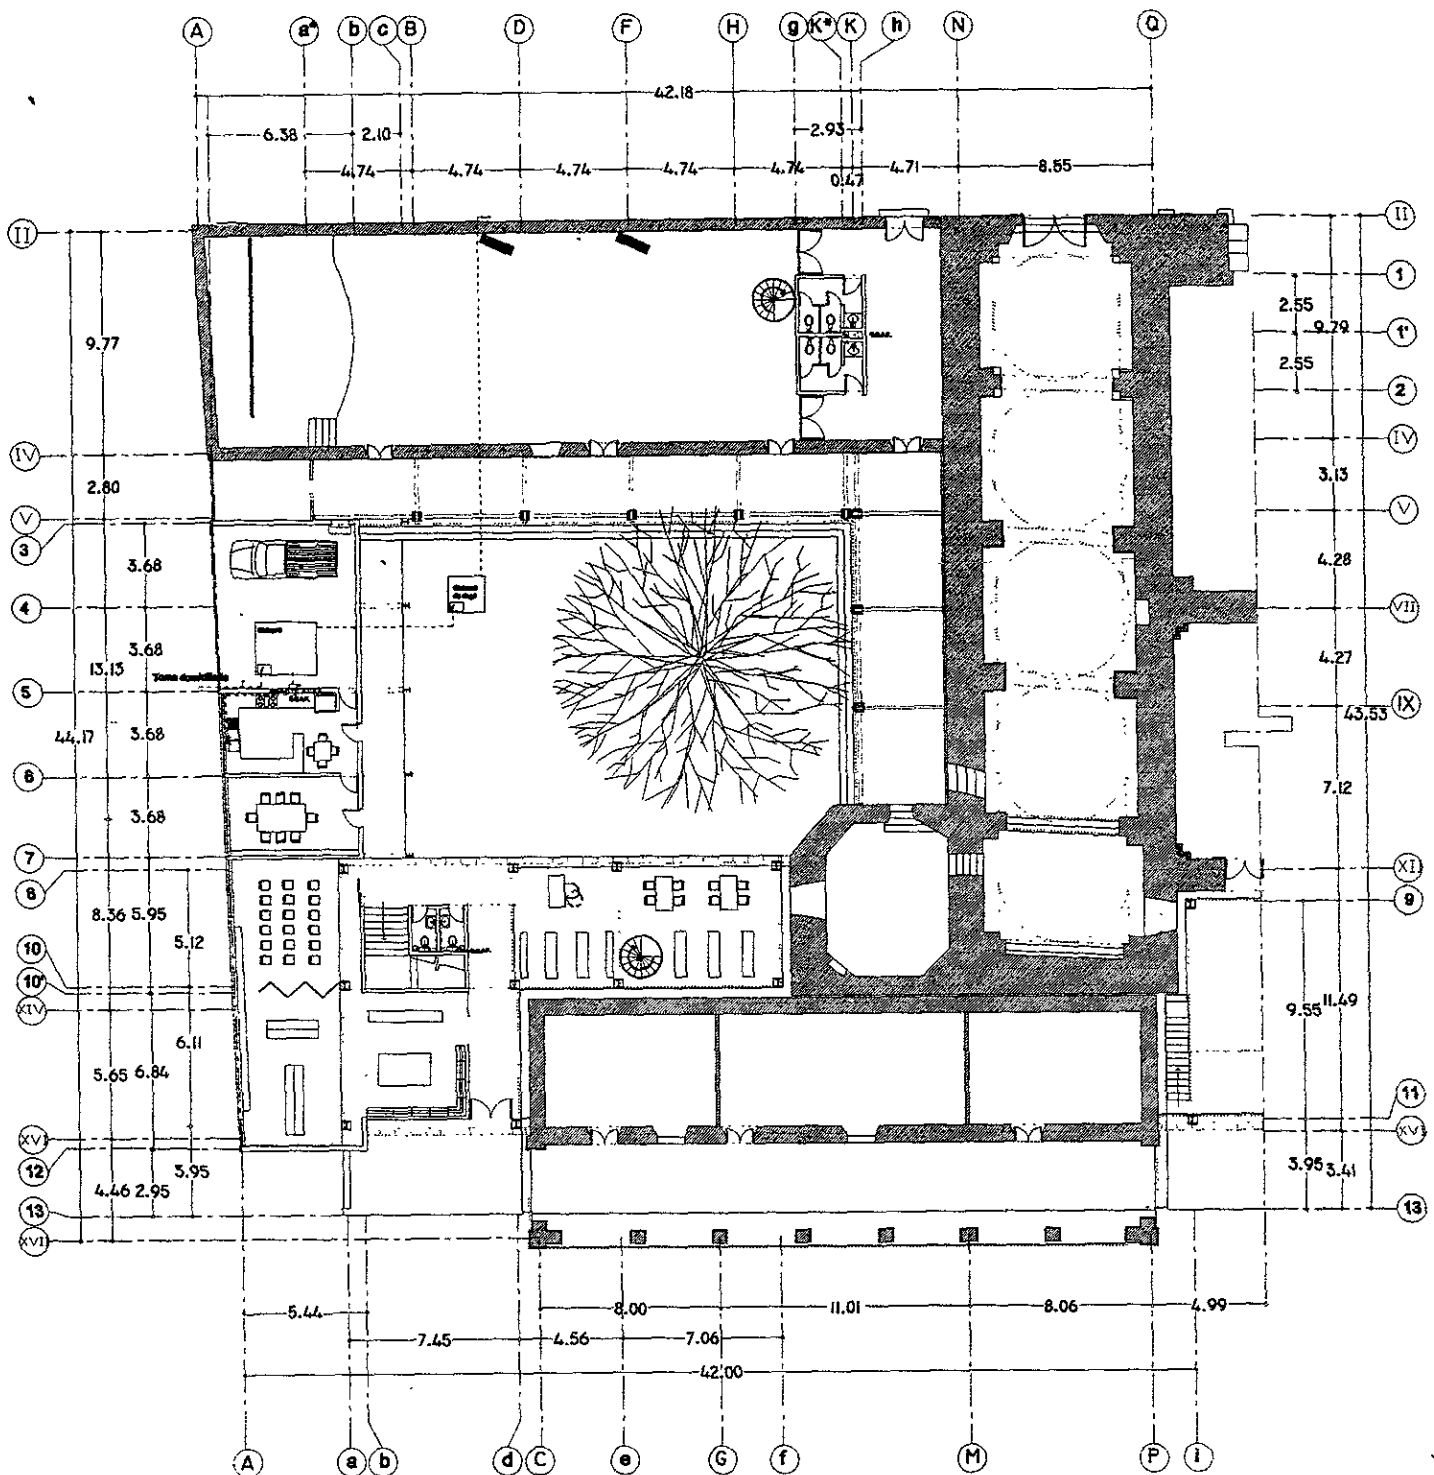 A a* b c B D F H g K* K h N Q
42.18
6.38 2.10 2.93
4.74 4.74 4.74 4.74 4.74 0.47 4.71 8.55
II II
1
2.55
9.77 9.79 1'
2.55
2
IV IV
2.80 3.13
V V
3
3.68 4.28
4 VII
3.68
13.13 4.27
5 IX
44.17 3.68 43.53
6
3.68 7.12
7 XI
8 9
8.36 5.95
5.12
10
10'
XIV 9.55 11.49
6.11
5.65 6.84
11
XVI XVI
12
3.95 3.95 3.41
4.46 2.95
13 13
XVII
5.44 8.00 11.01 8.06 4.99
7.45 4.56 7.06
42.00
A a b d C e G f M P i